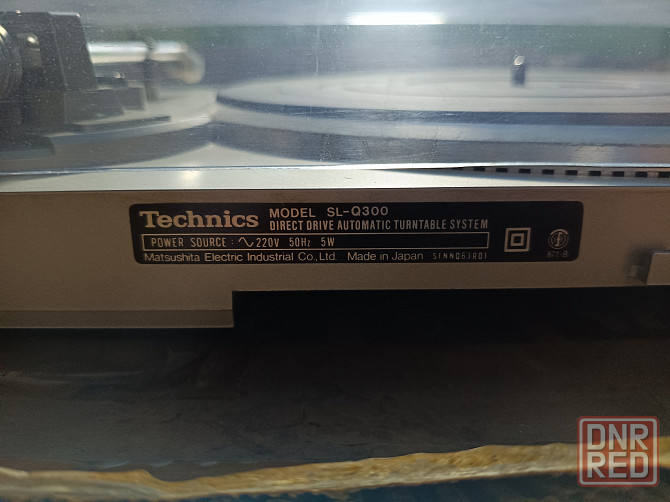 Technics MODEL SL-Q300
DIRECT DRIVE AUTOMATIC TURNTABLE SYSTEM
POWER SOURCE : ∿ 220V 50Hz 5W
Matsushita Electric Industrial Co., Ltd. Made in Japan SFNNQ63R01
DNR
RED